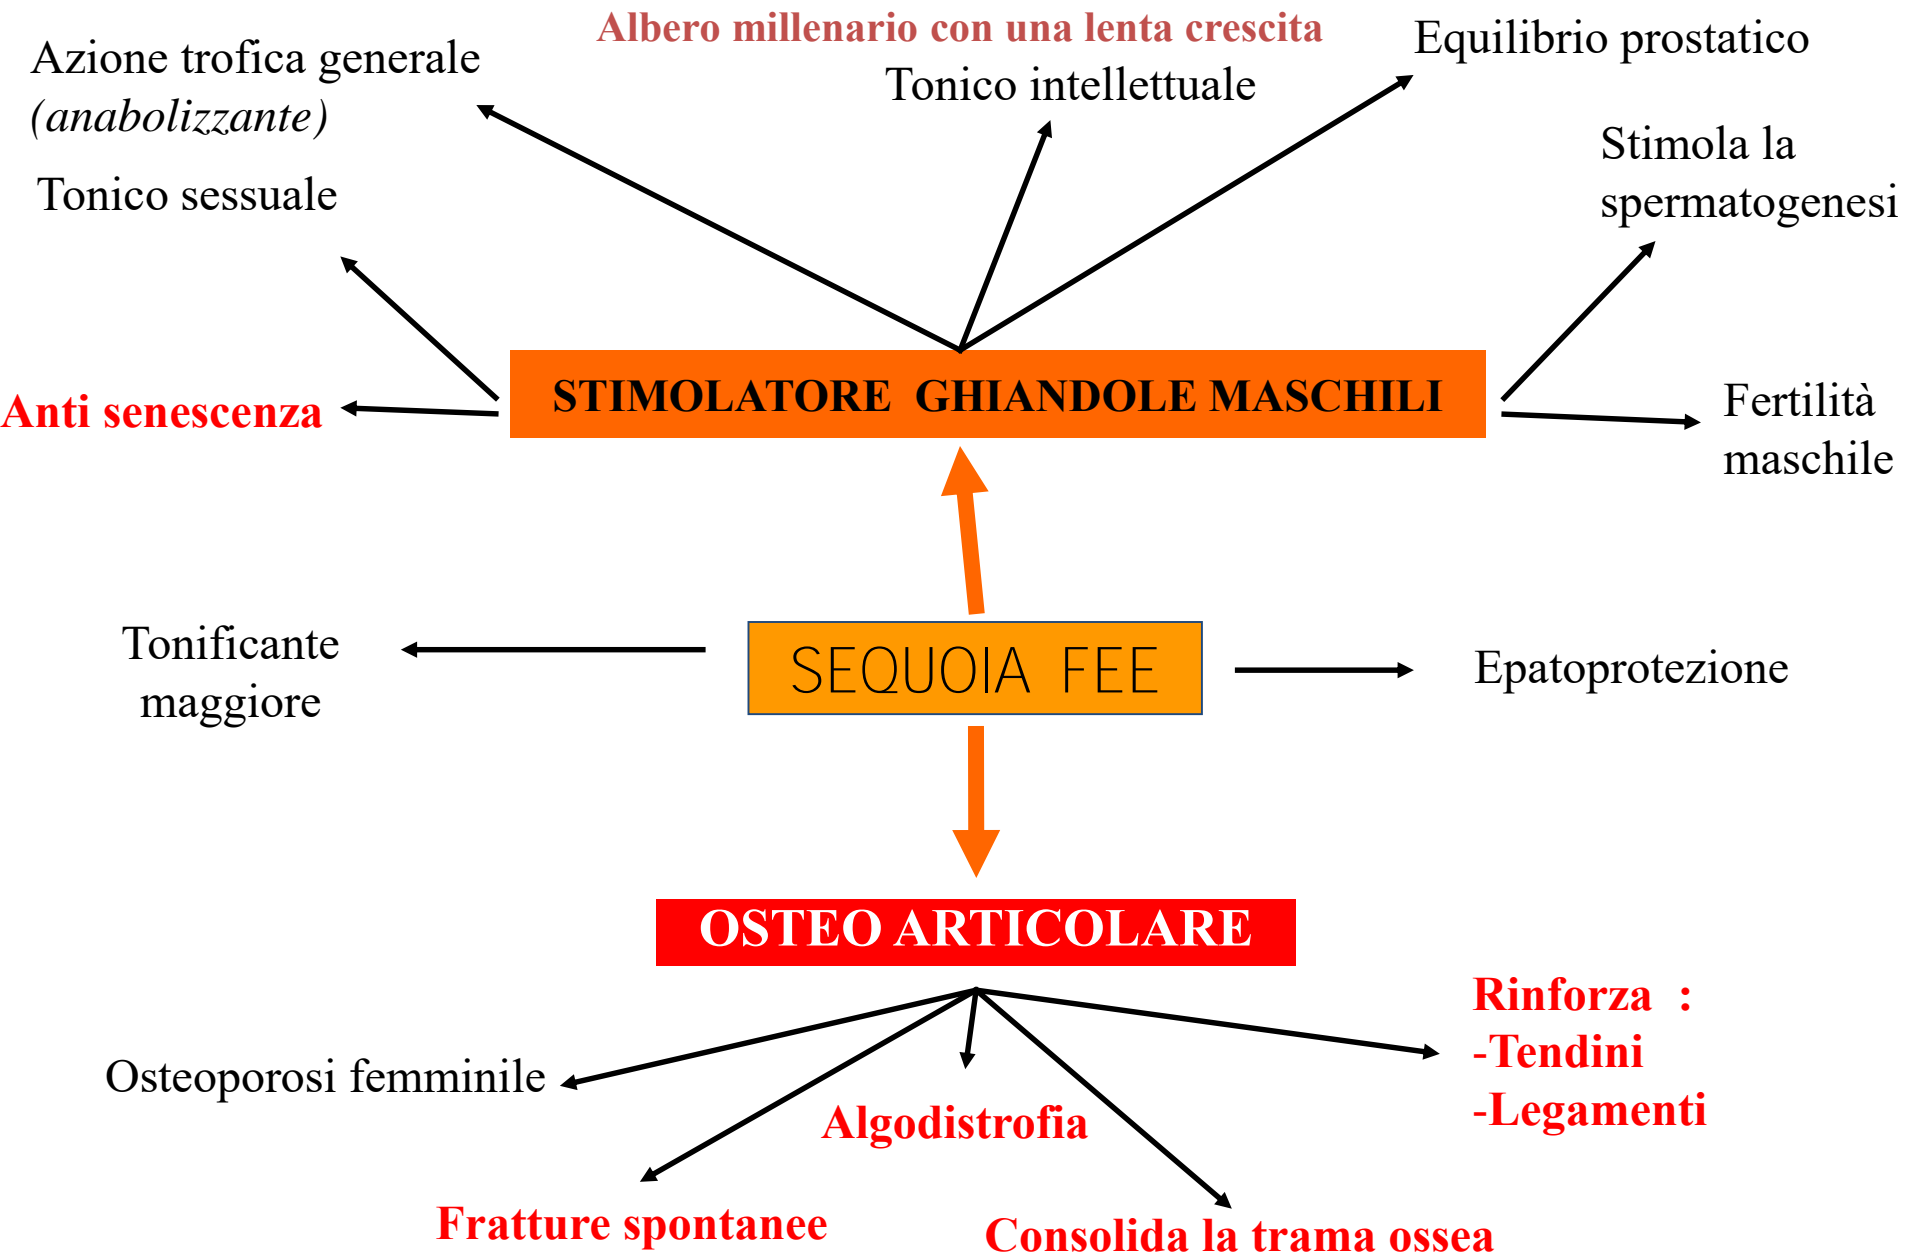 Albero millenario con una lenta crescita
Azione trofica generale
(anabolizzante)
Tonico intellettuale
Equilibrio prostatico
Tonico sessuale
Stimola la
spermatogenesi
Anti senescenza
STIMOLATORE GHIANDOLE MASCHILI
Fertilità
maschile
Tonificante
maggiore
SEQUOIA FEE
Epatoprotezione
OSTEO ARTICOLARE
Rinforza :
-Tendini
-Legamenti
Osteoporosi femminile
Algodistrofia
Fratture spontanee
Consolida la trama ossea